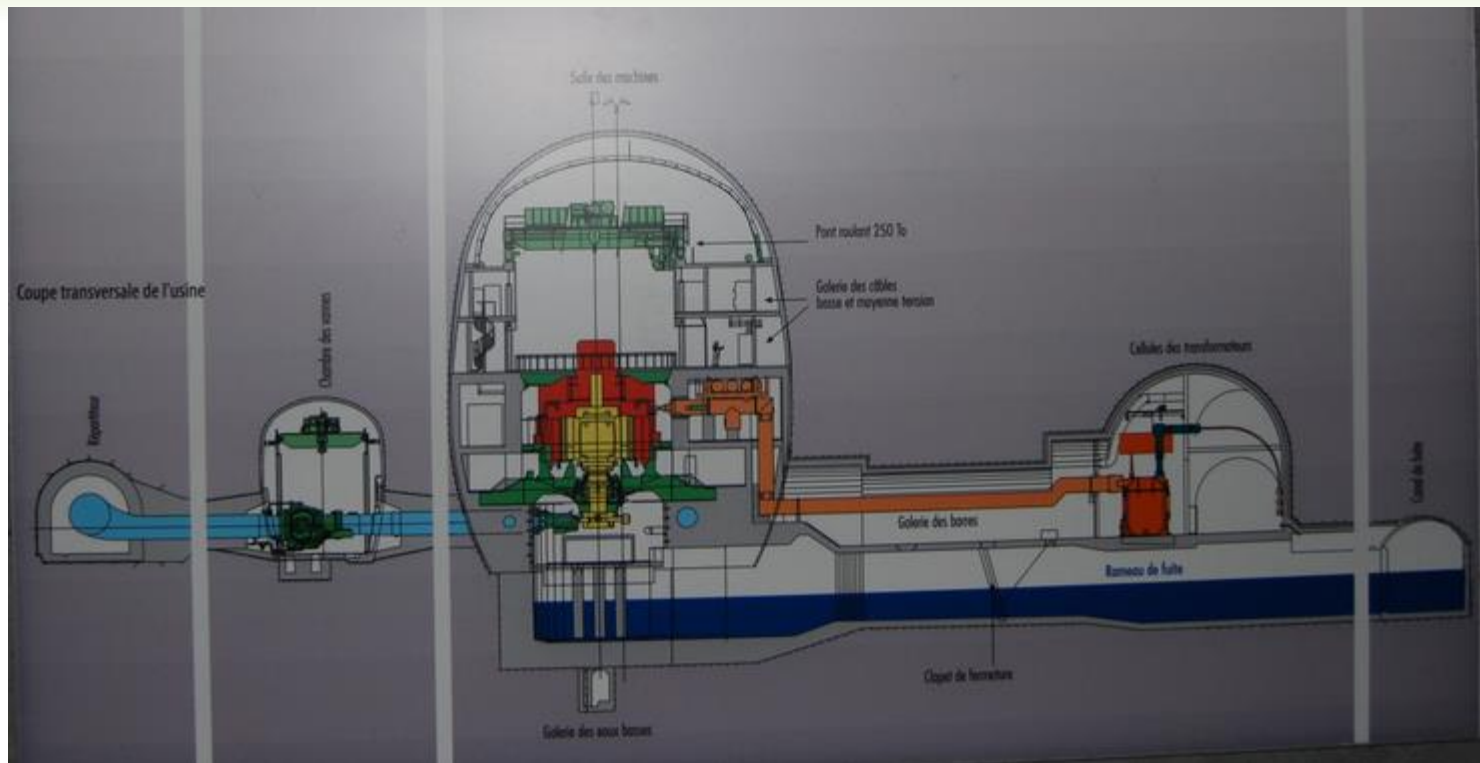 Salle des machines
Pont roulant 250 To
Coupe transversale de l'usine
Galerie des câbles
basse et moyenne tension
Chambre des vannes
Cellules des transformateurs
Répartiteur
Canal de fuite
Galerie des barres
Rameau de fuite
Clapet de fermeture
Galerie des eaux basses